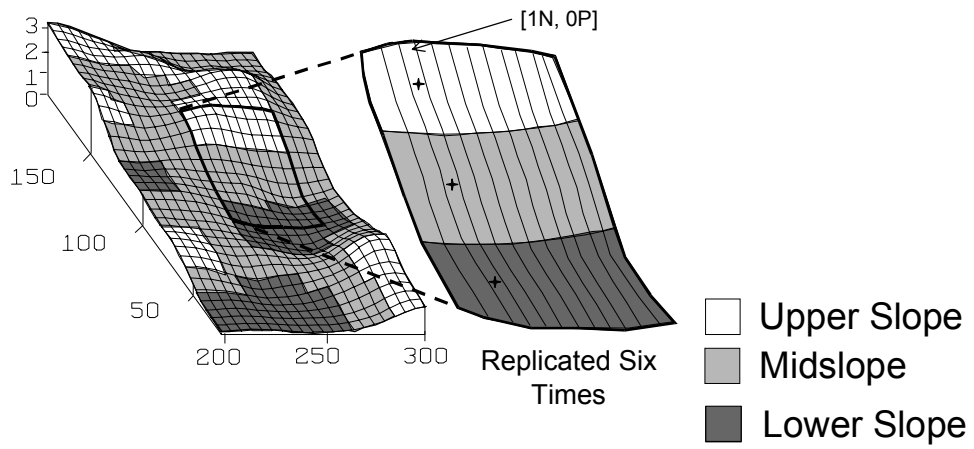 [1N, 0P]
3
2
1
0
150
100
50
200
250
300
Replicated Six
Times
Upper Slope
Midslope
Lower Slope